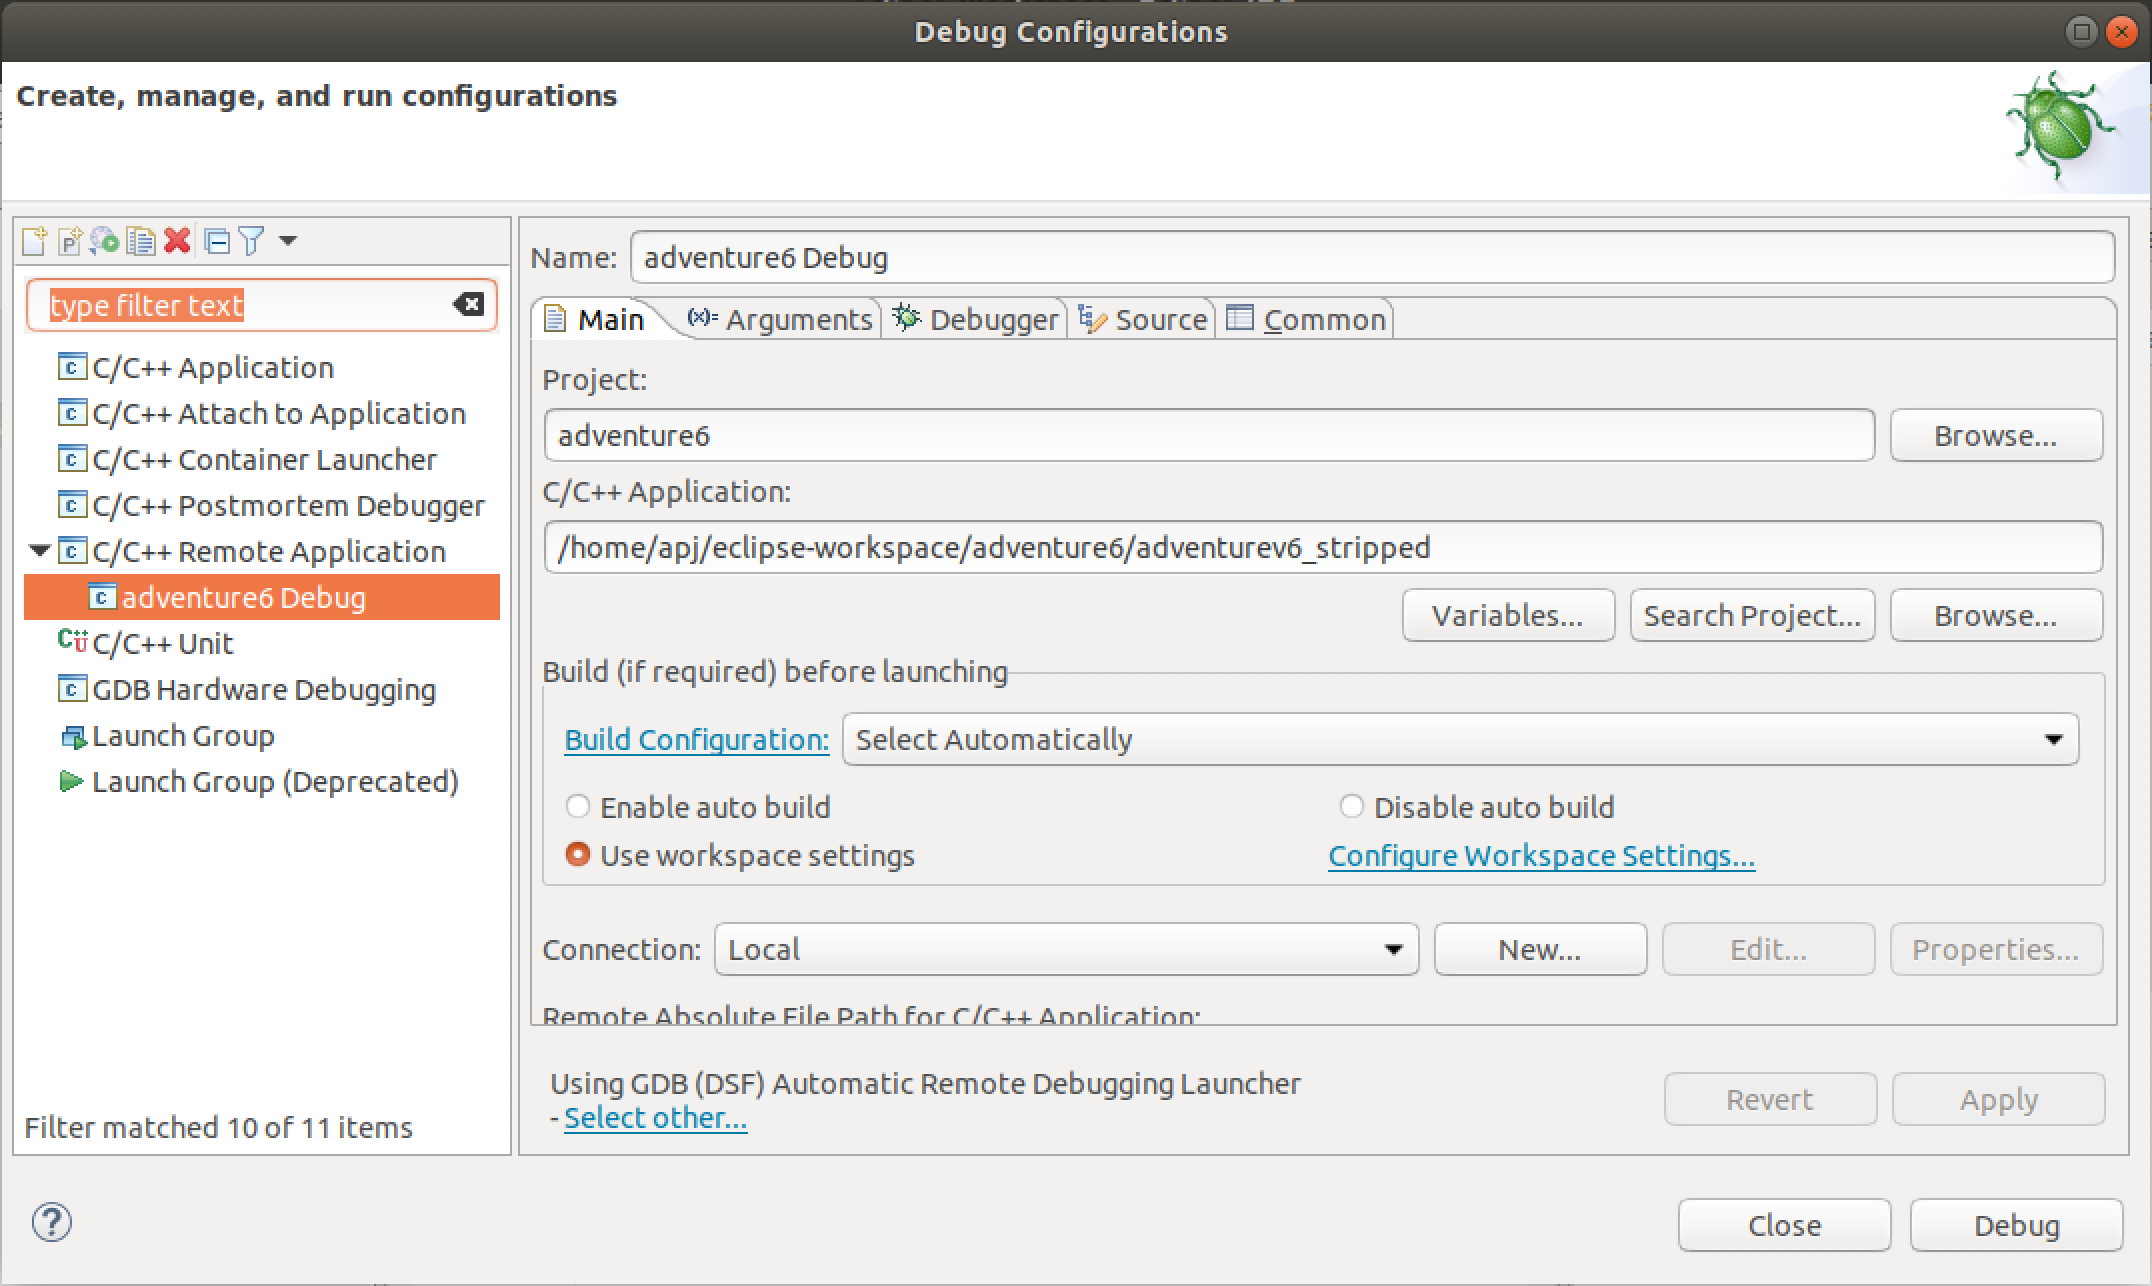 Debug Configurations
Create, manage, and run configurations
type filter text
C/C++ Application
C/C++ Attach to Application
C/C++ Container Launcher
C/C++ Postmortem Debugger
C/C++ Remote Application
adventure6 Debug
C/C++ Unit
GDB Hardware Debugging
Launch Group
Launch Group (Deprecated)
Filter matched 10 of 11 items
Name: adventure6 Debug
Main (x)= Arguments Debugger Source Common
Project:
adventure6 Browse...
C/C++ Application:
/home/apj/eclipse-workspace/adventure6/adventurev6_stripped
Variables... Search Project... Browse...
Build (if required) before launching
Build Configuration: Select Automatically
Enable auto build Disable auto build
Use workspace settings Configure Workspace Settings...
Connection: Local New... Edit... Properties...
Remote Absolute File Path for C/C++ Application:
Using GDB (DSF) Automatic Remote Debugging Launcher
- Select other... Revert Apply
Close Debug